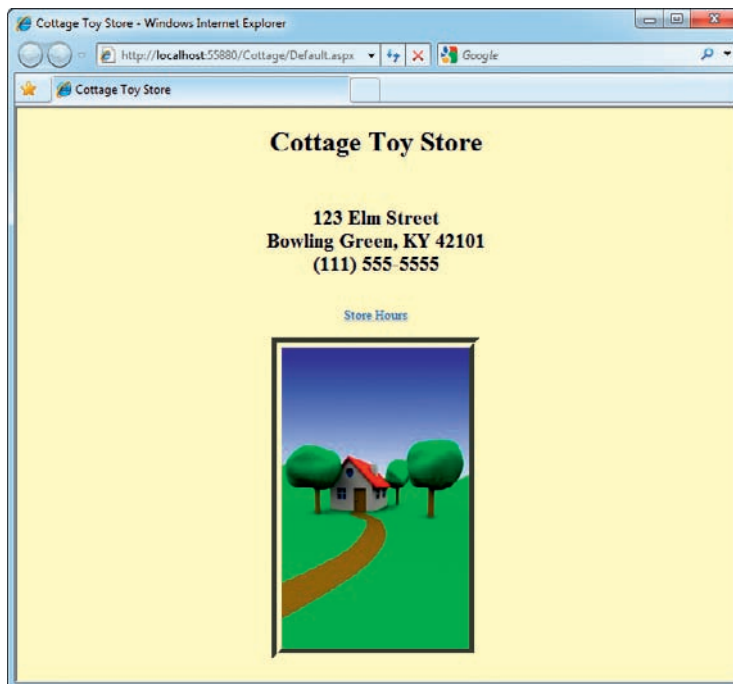 Cottage Toy Store - Windows Internet Explorer
http://localhost:55880/Cottage/Default.aspx
Google
Cottage Toy Store
Cottage Toy Store
123 Elm Street
Bowling Green, KY 42101
(111) 555-5555
Store Hours